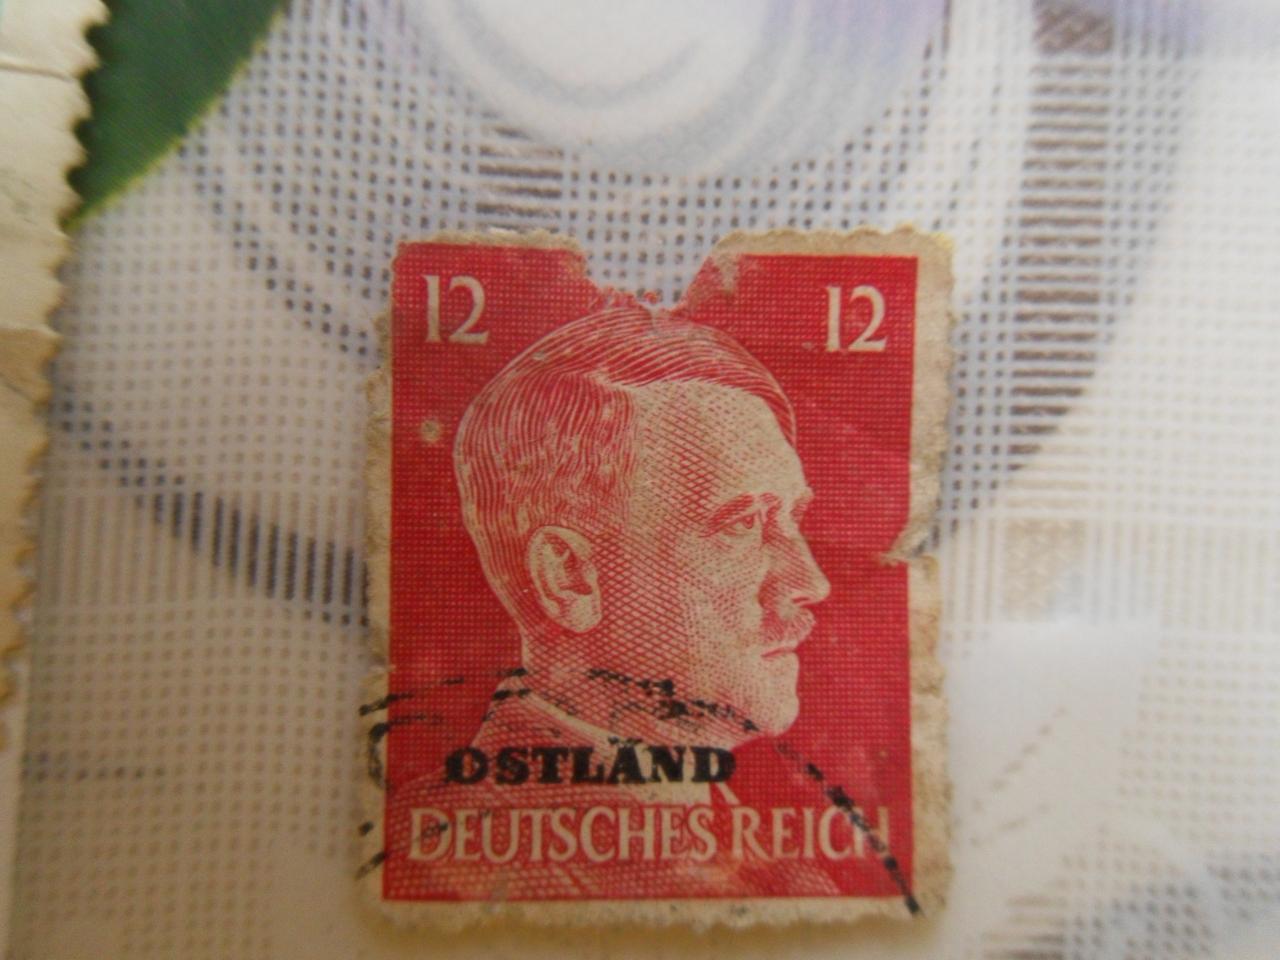 12 12
OSTLAND
DEUTSCHES REICH